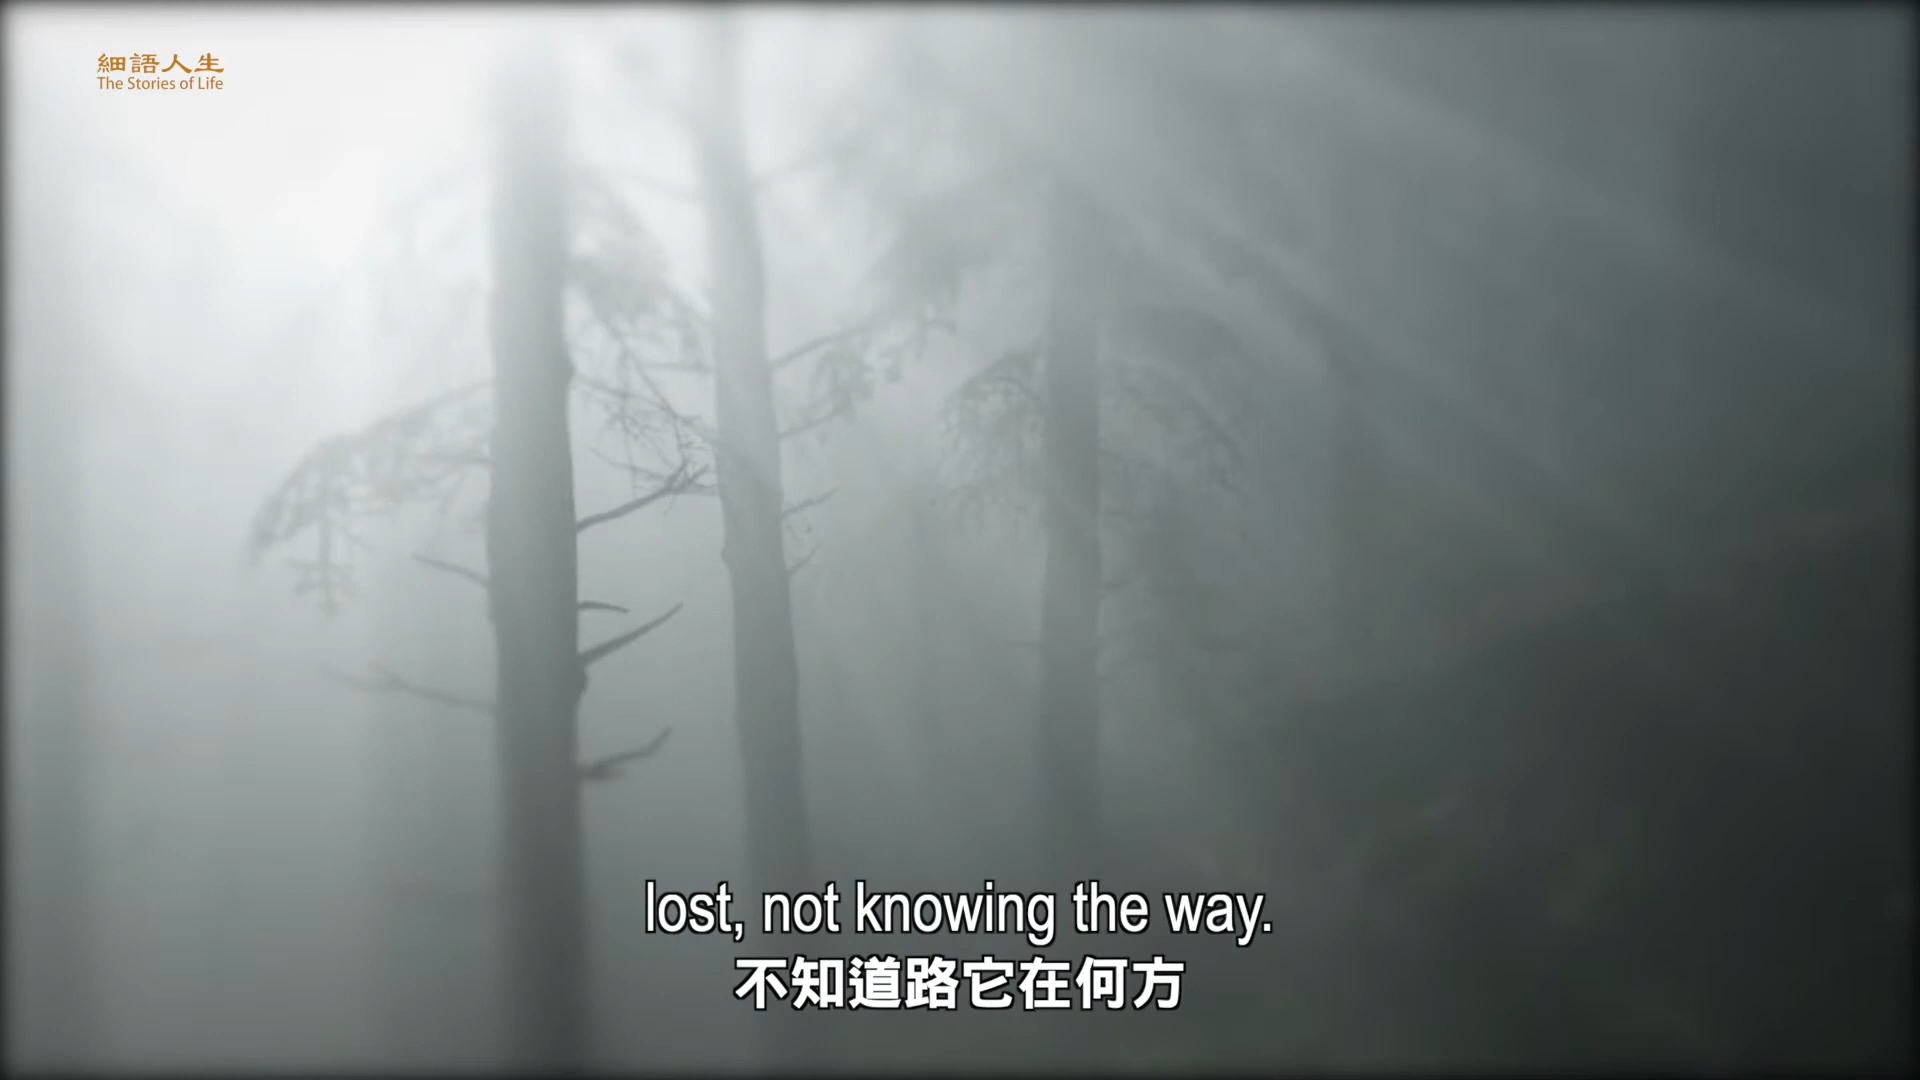 細語人生
The Stories of Life
lost, not knowing the way.
不知道路它在何方